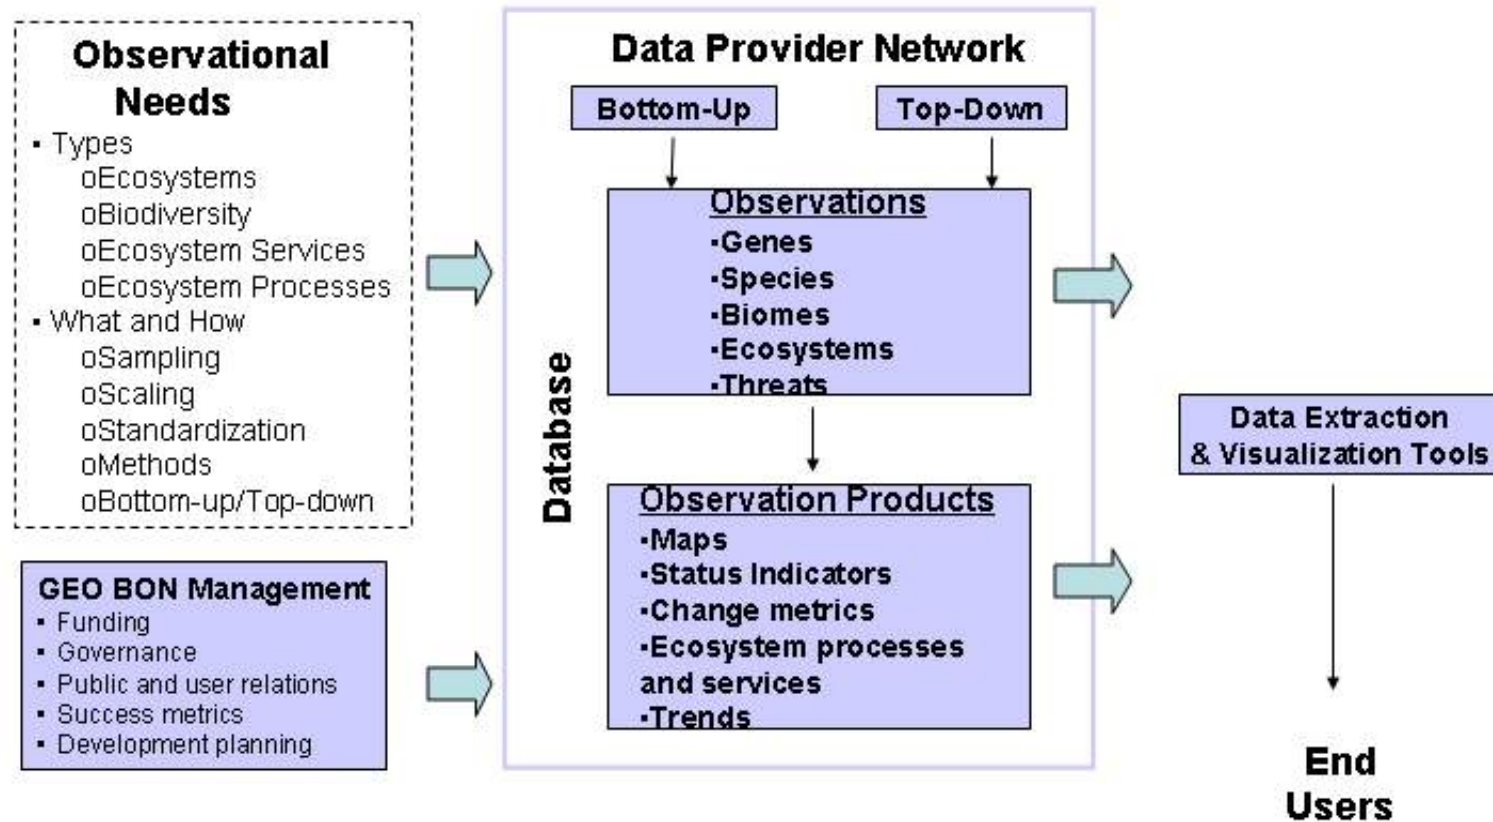 Observational
Needs
▪ Types
oEcosystems
oBiodiversity
oEcosystem Services
oEcosystem Processes
▪ What and How
oSampling
oScaling
oStandardization
oMethods
oBottom-up/Top-down
GEO BON Management
▪ Funding
▪ Governance
▪ Public and user relations
▪ Success metrics
▪ Development planning
Data Provider Network
Bottom-Up
Top-Down
Database
Observations
▪Genes
▪Species
▪Biomes
▪Ecosystems
▪Threats
Observation Products
▪Maps
▪Status Indicators
▪Change metrics
▪Ecosystem processes
and services
▪Trends
Data Extraction
& Visualization Tools
End
Users